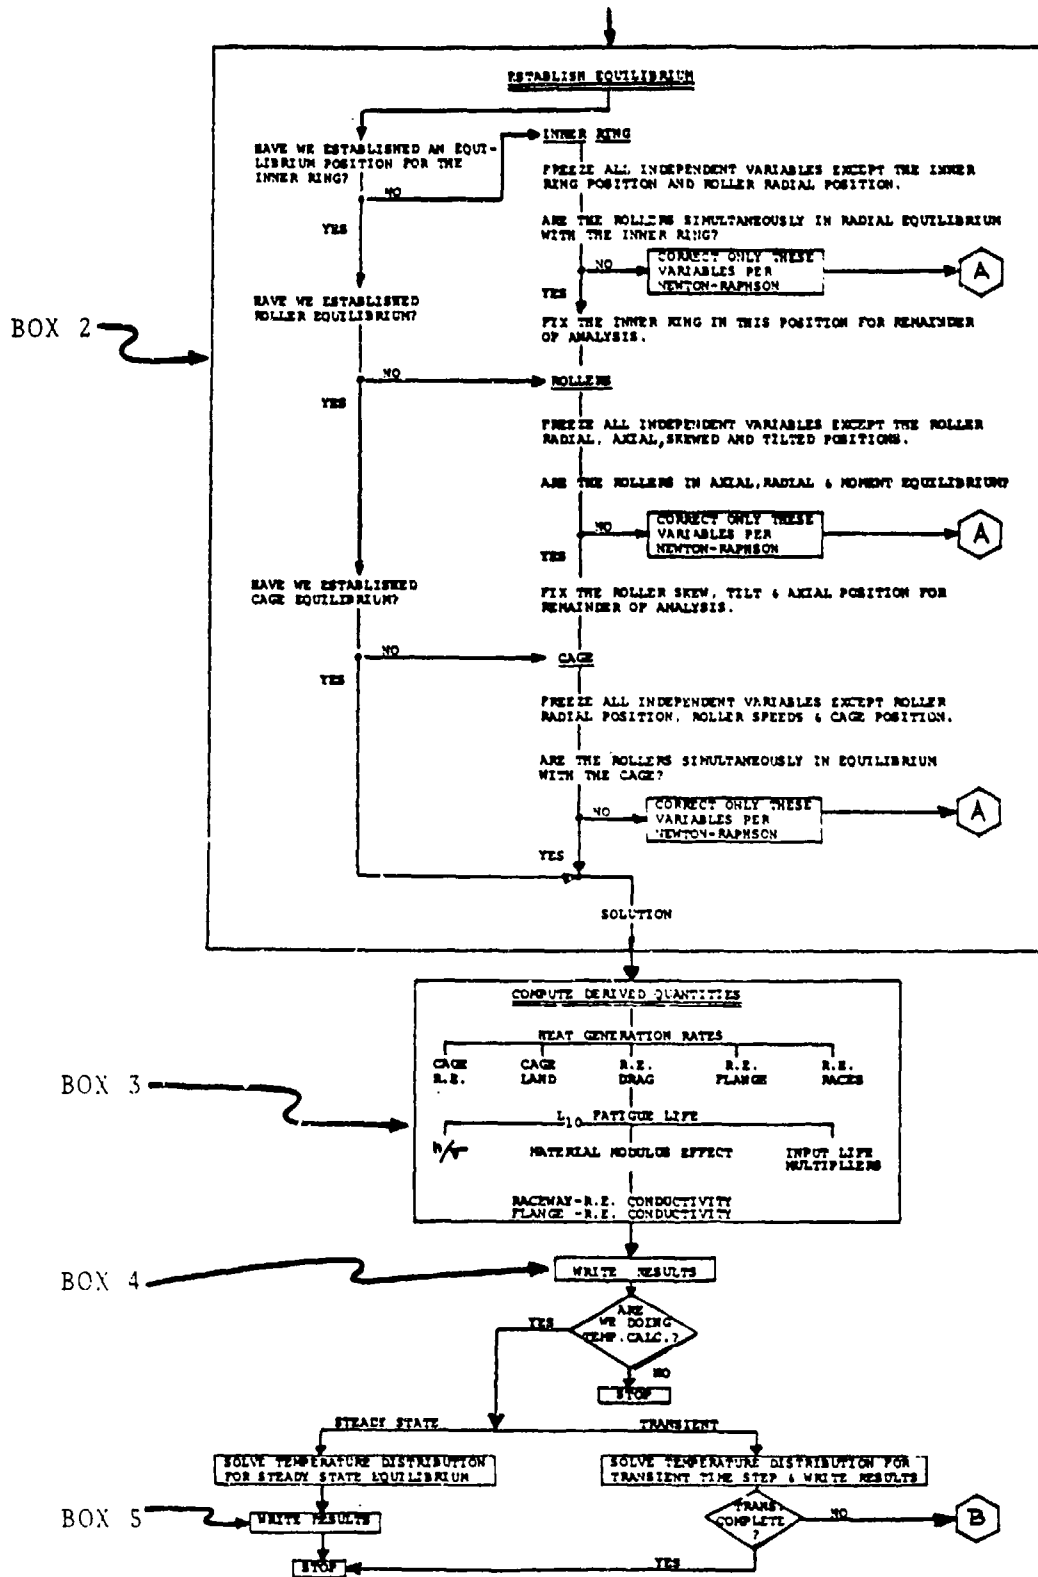 ESTABLISH EQUILIBRIUM
HAVE WE ESTABLISHED AN EQUI-
LIBRIUM POSITION FOR THE
INNER RING?
NO
YES
INNER RING
FREEZE ALL INDEPENDENT VARIABLES EXCEPT THE INNER
RING POSITION AND ROLLER RADIAL POSITION.
ARE THE ROLLERS SIMULTANEOUSLY IN RADIAL EQUILIBRIUM
WITH THE INNER RING?
NO
CORRECT ONLY THESE
VARIABLES PER
NEWTON-RAPHSON
A
YES
BOX 2
HAVE WE ESTABLISHED
ROLLER EQUILIBRIUM?
FIX THE INNER RING IN THIS POSITION FOR REMAINDER
OF ANALYSIS.
NO
YES
ROLLERS
FREEZE ALL INDEPENDENT VARIABLES EXCEPT THE ROLLER
RADIAL, AXIAL, SKEWED AND TILTED POSITIONS.
ARE THE ROLLERS IN AXIAL, RADIAL & MOMENT EQUILIBRIUM?
NO
CORRECT ONLY THESE
VARIABLES PER
NEWTON-RAPHSON
A
YES
HAVE WE ESTABLISHED
CAGE EQUILIBRIUM?
FIX THE ROLLER SKEW, TILT & AXIAL POSITION FOR
REMAINDER OF ANALYSIS.
NO
YES
CAGE
FREEZE ALL INDEPENDENT VARIABLES EXCEPT ROLLER
RADIAL POSITION, ROLLER SPEEDS & CAGE POSITION.
ARE THE ROLLERS SIMULTANEOUSLY IN EQUILIBRIUM
WITH THE CAGE?
NO
CORRECT ONLY THESE
VARIABLES PER
NEWTON-RAPHSON
A
YES
SOLUTION
BOX 3
COMPUTE DERIVED QUANTITIES
HEAT GENERATION RATES
CAGE
R.E.
CAGE
LAND
R.E.
DRAG
R.E.
FLANGE
R.E.
RACES
L10 FATIGUE LIFE
h/σ
MATERIAL MODULUS EFFECT
INPUT LIFE
MULTIPLIERS
RACEWAY-R.E. CONDUCTIVITY
FLANGE -R.E. CONDUCTIVITY
BOX 4
WRITE RESULTS
ARE
WE DOING
TEMP.CALC.?
YES
NO
STOP
STEADY STATE
TRANSIENT
SOLVE TEMPERATURE DISTRIBUTION
FOR STEADY STATE EQUILIBRIUM
SOLVE TEMPERATURE DISTRIBUTION FOR
TRANSIENT TIME STEP & WRITE RESULTS
BOX 5
WRITE RESULTS
TRANS.
COMPLETE
?
NO
B
YES
STOP